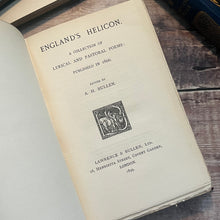 ENGLAND'S HELICON.
A COLLECTION OF
LYRICAL AND PASTORAL POEMS:
PUBLISHED IN 1600.
EDITED BY
A. H. BULLEN.
LAWRENCE & BULLEN, LTD.
16, HENRIETTA STREET, COVENT GARDEN,
LONDON.
1899.